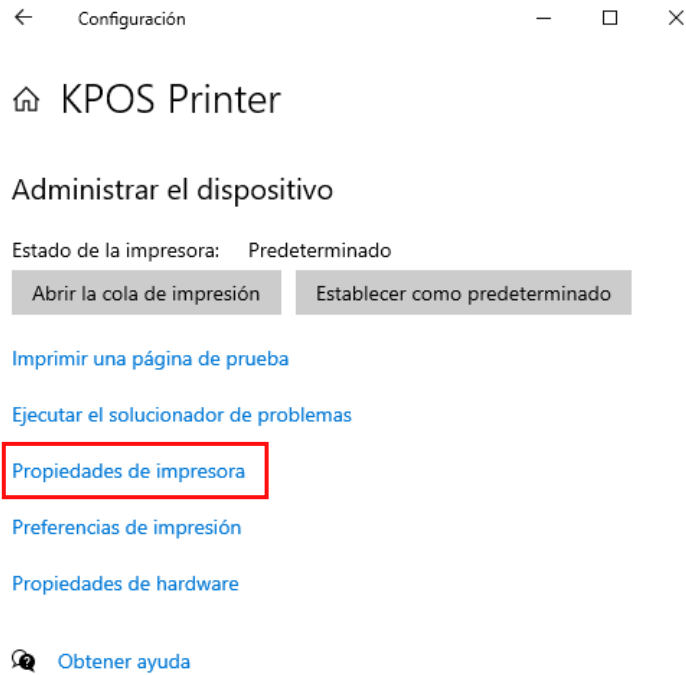 Configuración
KPOS Printer
Administrar el dispositivo
Estado de la impresora: Predeterminado
Abrir la cola de impresión Establecer como predeterminado
Imprimir una página de prueba
Ejecutar el solucionador de problemas
Propiedades de impresora
Preferencias de impresión
Propiedades de hardware
Obtener ayuda